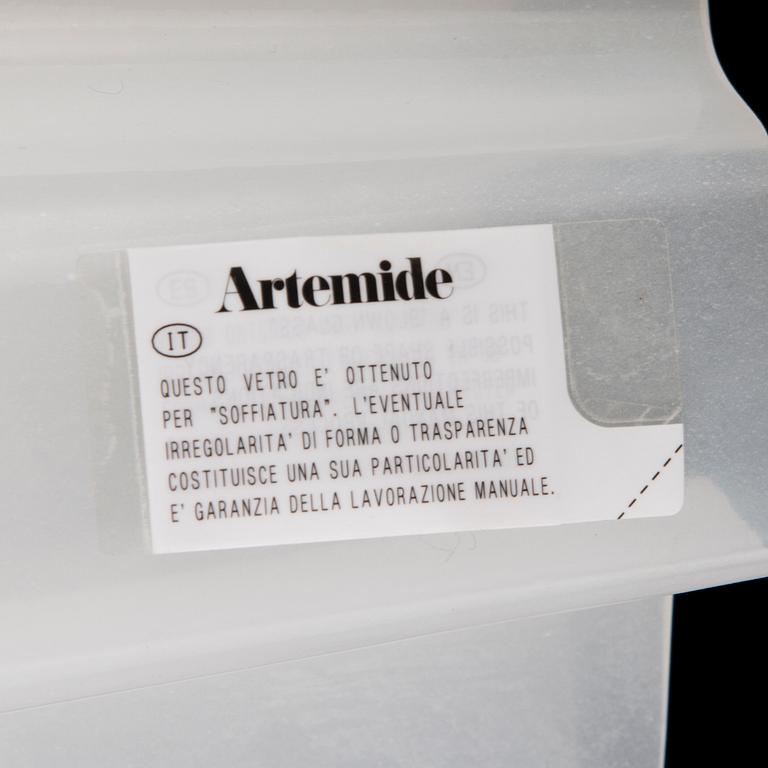 Artemide
IT
QUESTO VETRO E' OTTENUTO
PER "SOFFIATURA". L'EVENTUALE
IRREGOLARITA' DI FORMA O TRASPARENZA
COSTITUISCE UNA SUA PARTICOLARITA' ED
E' GARANZIA DELLA LAVORAZIONE MANUALE.